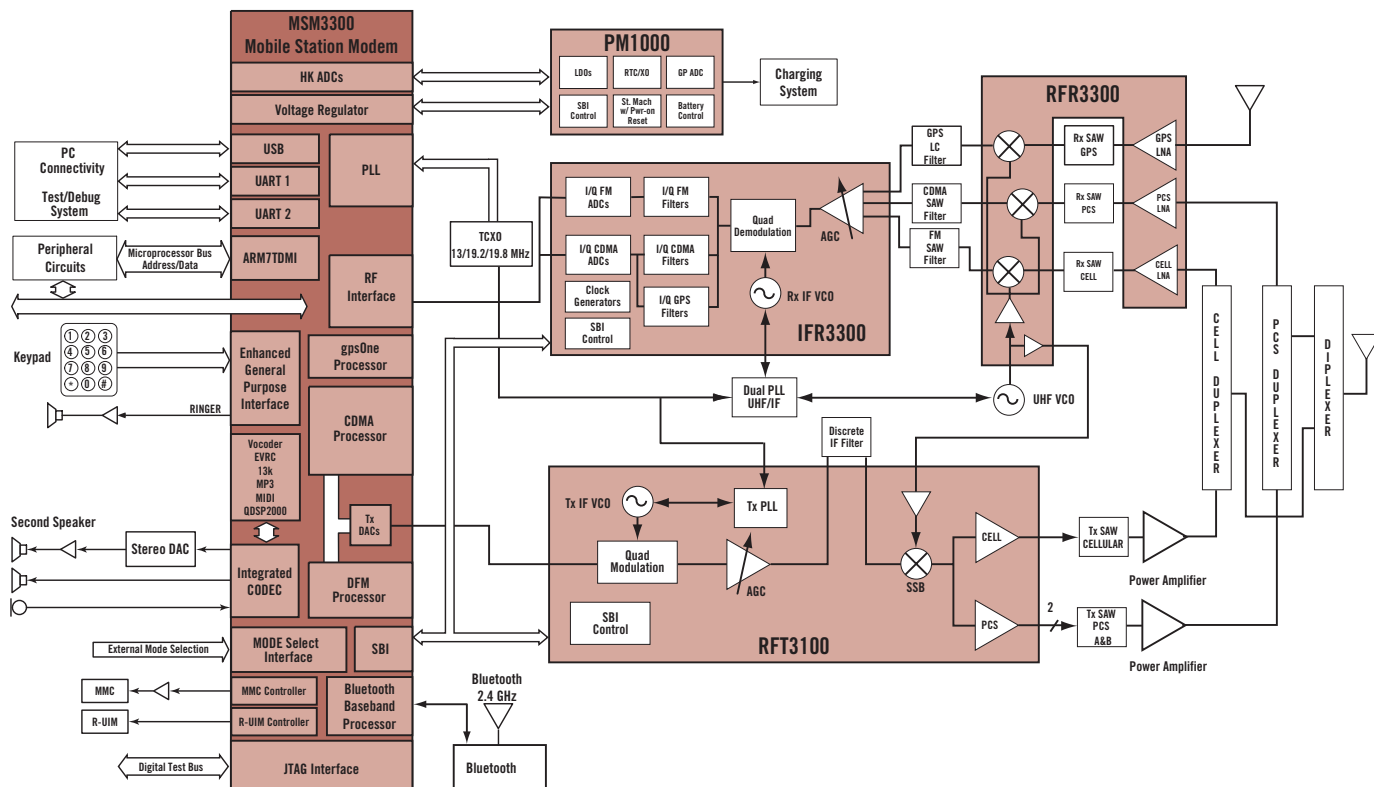 MSM3300
Mobile Station Modem
HK ADCs
Voltage Regulator
USB
UART 1
UART 2
PLL
ARM7TDMI
RF
Interface
Enhanced
General
Purpose
Interface
gpsOne
Processor
CDMA
Processor
Vocoder
EVRC
13k
MP3
MIDI
QDSP2000
Tx
DACs
Integrated
CODEC
DFM
Processor
MODE Select
Interface
SBI
MMC Controller
R-UIM Controller
Bluetooth
Baseband
Processor
JTAG Interface
PC
Connectivity
Test/Debug
System
Peripheral
Circuits
Microprocessor Bus
Address/Data
Keypad
1 2 3
4 5 6
7 8 9
* 0 #
RINGER
Second Speaker
Stereo DAC
External Mode Selection
MMC
R-UIM
Digital Test Bus
PM1000
LDOs
RTC/XO
GP ADC
SBI
Control
St. Mach
w/ Pwr-on
Reset
Battery
Control
Charging
System
TCXO
13/19.2/19.8 MHz
I/Q FM
ADCs
I/Q FM
Filters
I/Q CDMA
ADCs
I/Q CDMA
Filters
Clock
Generators
I/Q GPS
Filters
SBI
Control
Quad
Demodulation
AGC
Rx IF VCO
IFR3300
GPS
LC
Filter
CDMA
SAW
Filter
FM
SAW
Filter
RFR3300
Rx SAW
GPS
GPS
LNA
Rx SAW
PCS
PCS
LNA
Rx SAW
CELL
CELL
LNA
Dual PLL
UHF/IF
UHF VCO
Discrete
IF Filter
CELL DUPLEXER
PCS DUPLEXER
DIPLEXER
Tx IF VCO
Tx PLL
Quad
Modulation
AGC
SBI
Control
SSB
CELL
PCS
RFT3100
2
Tx SAW
CELLULAR
Power Amplifier
Tx SAW
PCS
A&B
Power Amplifier
Bluetooth
2.4 GHz
Bluetooth